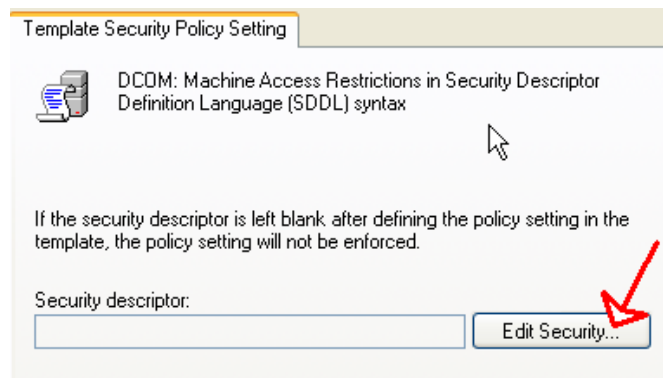 Template Security Policy Setting
DCOM: Machine Access Restrictions in Security Descriptor
Definition Language (SDDL) syntax
If the security descriptor is left blank after defining the policy setting in the
template, the policy setting will not be enforced.
Security descriptor:
Edit Security...